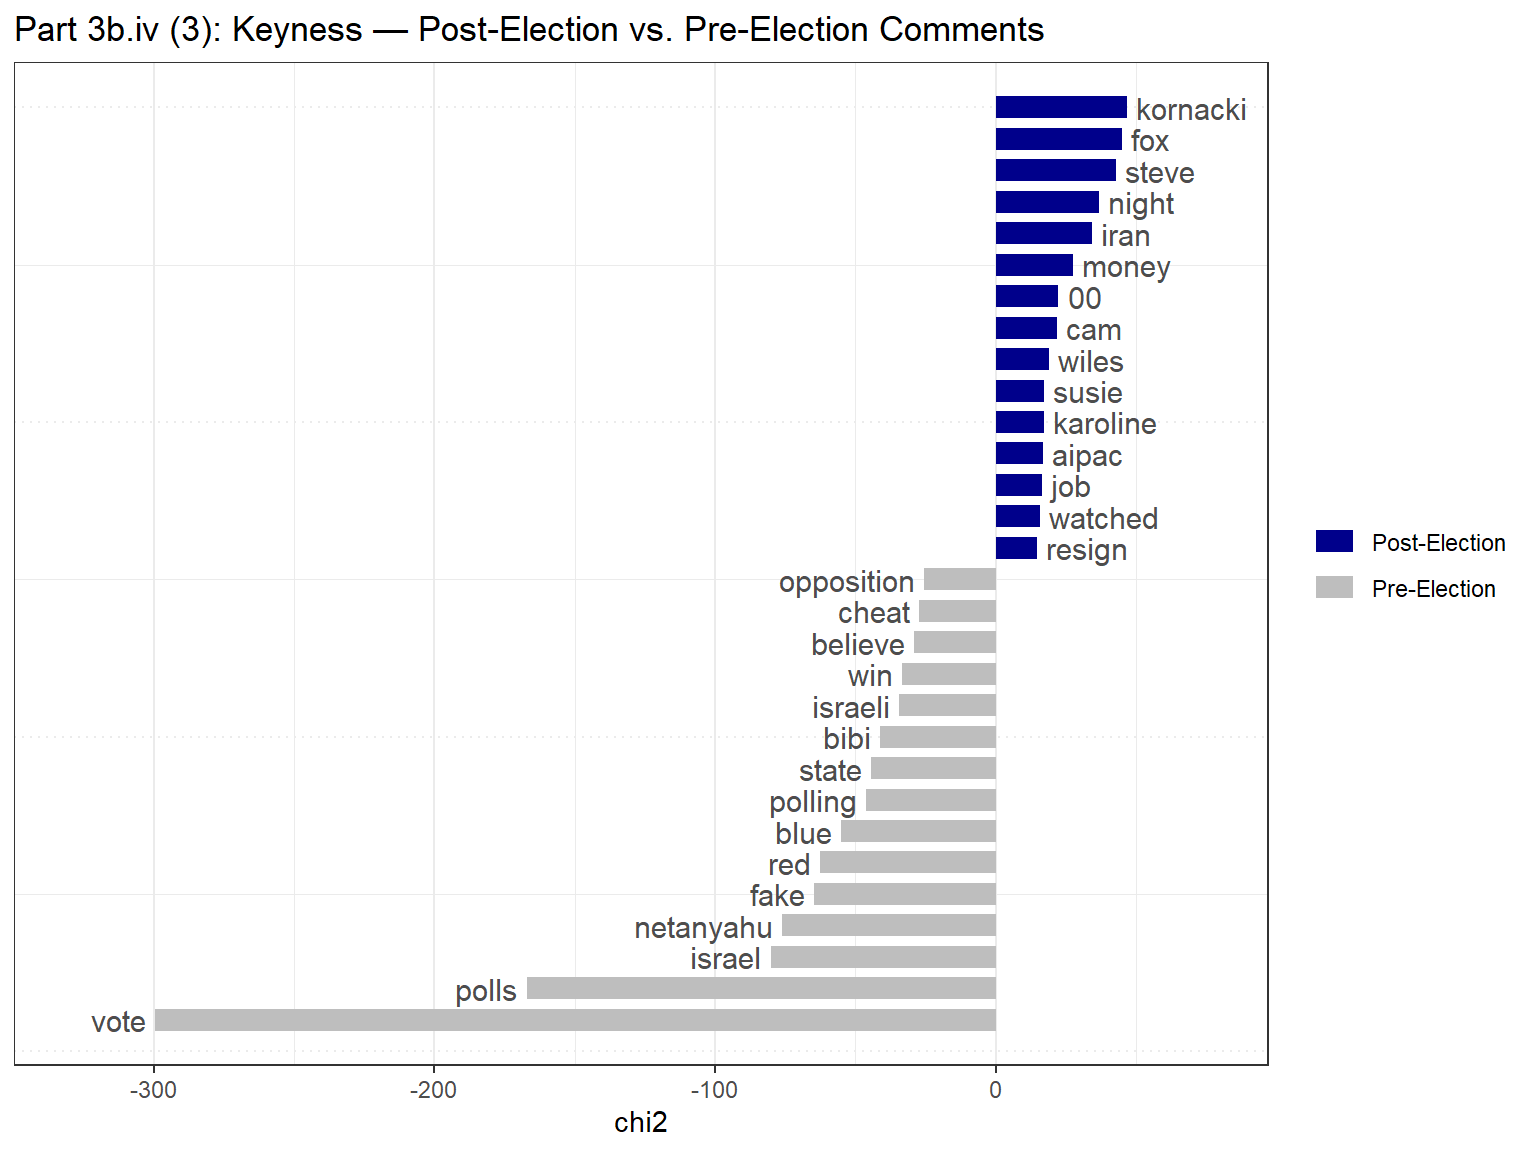 Part 3b.iv (3): Keyness — Post-Election vs. Pre-Election Comments
kornacki
fox
steve
night
iran
money
00
cam
wiles
susie
karoline
aipac
job
watched
resign
opposition
cheat
believe
win
israeli
bibi
state
polling
blue
red
fake
netanyahu
israel
polls
vote
-300 -200 -100 0
chi2
Post-Election
Pre-Election